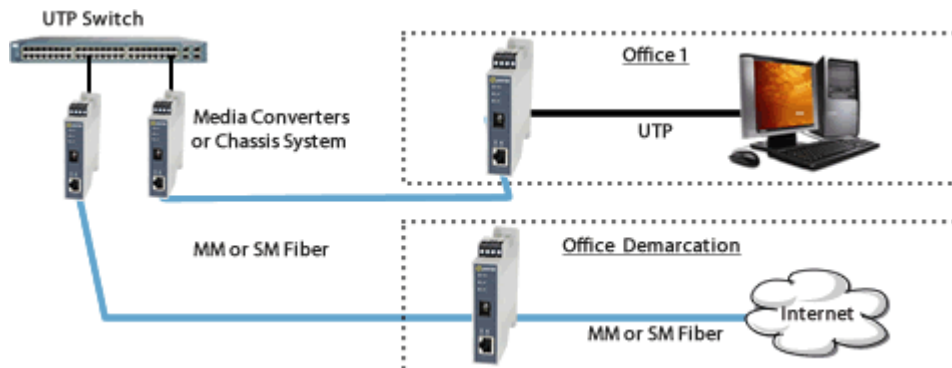 UTP Switch
Office 1
Media Converters
or Chassis System
UTP
MM or SM Fiber
Office Demarcation
Internet
MM or SM Fiber